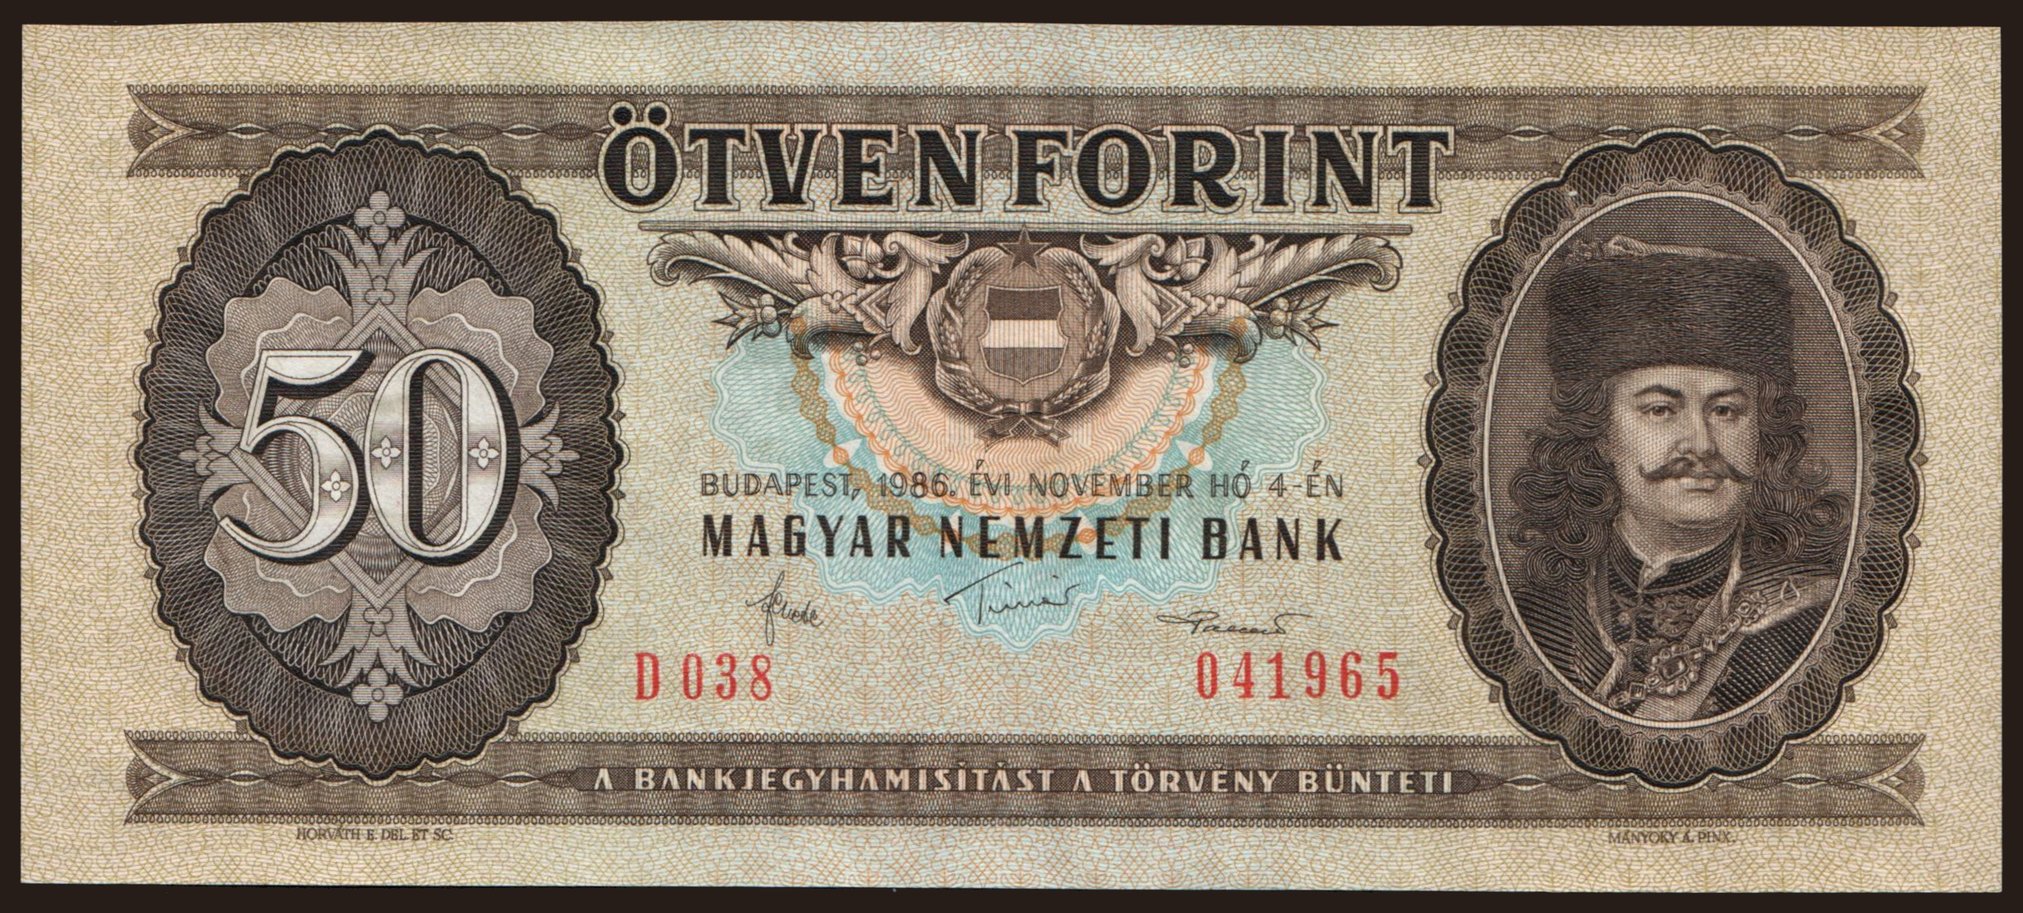 ÖTVEN FORINT
50
BUDAPEST, 1986. ÉVI NOVEMBER HÓ 4-ÉN
MAGYAR NEMZETI BANK
D 038 041965
A BANKJEGYHAMISÍTÁST A TÖRVÉNY BÜNTETI
HORVÁTH E. DEL. ET SC. MÁNYOKY Á. PINX.